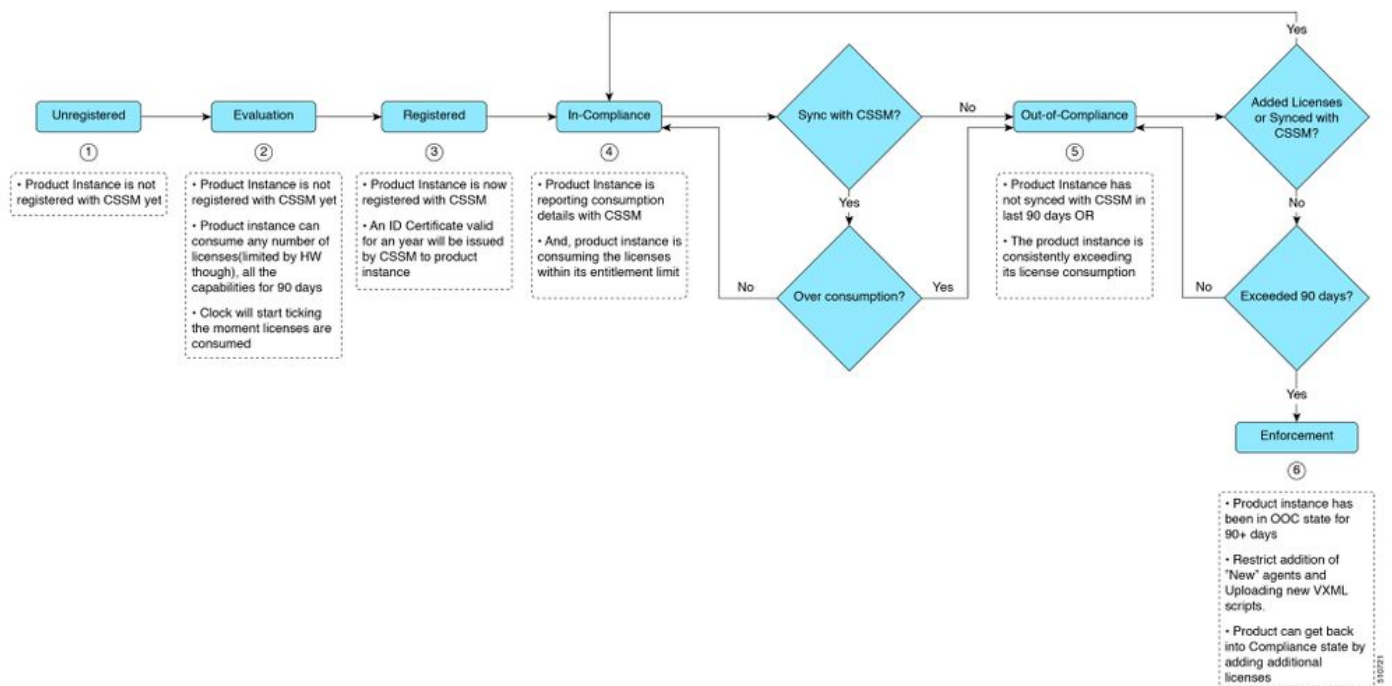 Yes
Unregistered
Evaluation
Registered
In-Compliance
Sync with CSSM?
No
Out-of-Compliance
Added Licenses
or Synced with
CSSM?
1
• Product Instance is not
registered with CSSM yet
2
• Product Instance is not
registered with CSSM yet
• Product instance can
consume any number of
licenses(limited by HW
though), all the
capabilities for 90 days
• Clock will start ticking
the moment licenses are
consumed
3
• Product Instance is now
registered with CSSM
• An ID Certificate valid
for an year will be issued
by CSSM to product
instance
4
• Product Instance is
reporting consumption
details with CSSM
• And, product instance is
consuming the licenses
within its entitlement limit
Yes
No
Over consumption?
Yes
5
• Product Instance has
not synced with CSSM in
last 90 days OR
• The product instance is
consistently exceeding
its license consumption
No
No
Exceeded 90 days?
Yes
Enforcement
6
• Product instance has
been in OOC state for
90+ days
• Restrict addition of
"New" agents and
Uploading new VXML
scripts.
• Product can get back
into Compliance state by
adding additional
licenses
510721